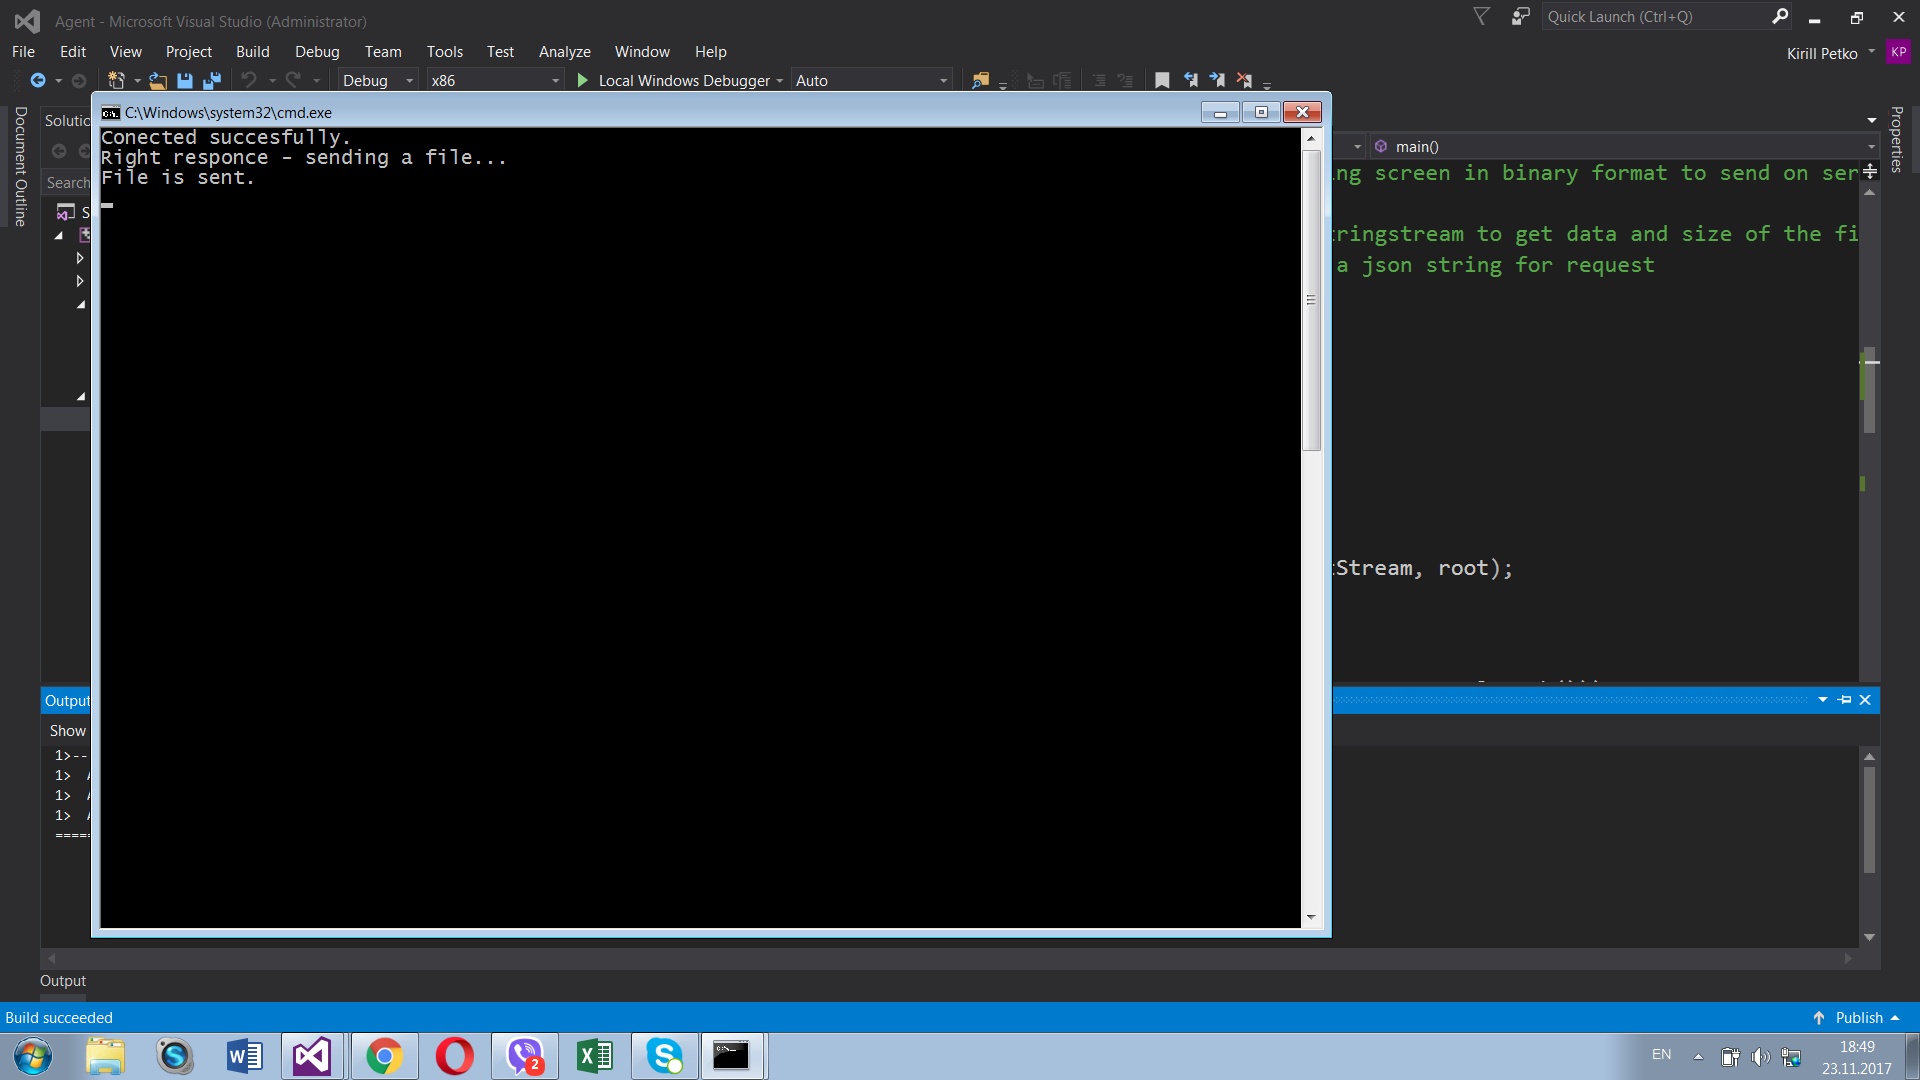 Agent - Microsoft Visual Studio (Administrator)
Quick Launch (Ctrl+Q)
File Edit View Project Build Debug Team Tools Test Analyze Window Help
Kirill Petko KP
Debug x86 Local Windows Debugger Auto
Document Outline
Solutio
Search
S
C:\Windows\system32\cmd.exe
Conected succesfully.
Right responce - sending a file...
File is sent.
main()
Properties
ng screen in binary format to send on ser
ringstream to get data and size of the fi
a json string for request
Stream, root);
Output
Show
1>--
1>
1>
1>
=====
Output
Build succeeded
Publish
2
EN
18:49
23.11.2017